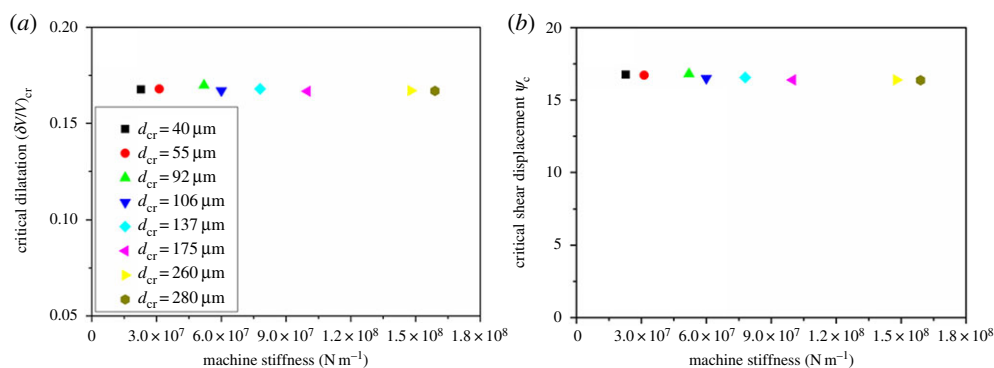 (a)
0.20
0.15
0.10
0.05
critical dilatation (δV/V)cr
dcr = 40 µm
dcr = 55 µm
dcr = 92 µm
dcr = 106 µm
dcr = 137 µm
dcr = 175 µm
dcr = 260 µm
dcr = 280 µm
0 3.0 × 10⁷ 6.0 × 10⁷ 9.0 × 10⁷ 1.2 × 10⁸ 1.5 × 10⁸ 1.8 × 10⁸
machine stiffness (N m⁻¹)
(b)
20
15
10
5
0
critical shear displacement ψc
0 3.0 × 10⁷ 6.0 × 10⁷ 9.0 × 10⁷ 1.2 × 10⁸ 1.5 × 10⁸ 1.8 × 10⁸
machine stiffness (N m⁻¹)